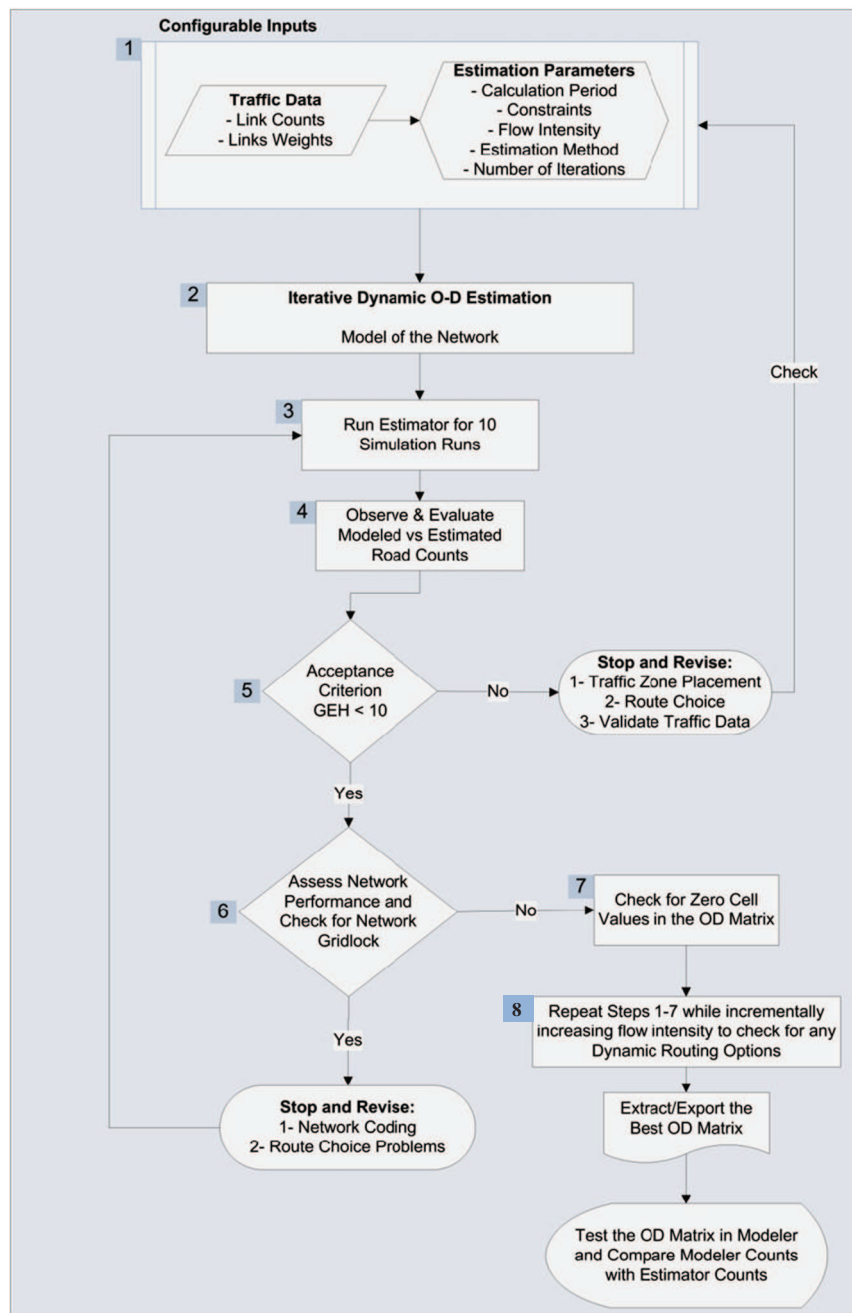 Configurable Inputs
1
Traffic Data
- Link Counts
- Links Weights
Estimation Parameters
- Calculation Period
- Constraints
- Flow Intensity
- Estimation Method
- Number of Iterations
2
Iterative Dynamic O-D Estimation
Model of the Network
Check
3
Run Estimator for 10
Simulation Runs
4
Observe & Evaluate
Modeled vs Estimated
Road Counts
5
Acceptance
Criterion
GEH < 10
No
Stop and Revise:
1- Traffic Zone Placement
2- Route Choice
3- Validate Traffic Data
Yes
6
Assess Network
Performance and
Check for Network
Gridlock
No
7
Check for Zero Cell
Values in the OD Matrix
8
Repeat Steps 1-7 while incrementally
increasing flow intensity to check for any
Dynamic Routing Options
Yes
Stop and Revise:
1- Network Coding
2- Route Choice Problems
Extract/Export the
Best OD Matrix
Test the OD Matrix in Modeler
and Compare Modeler Counts
with Estimator Counts